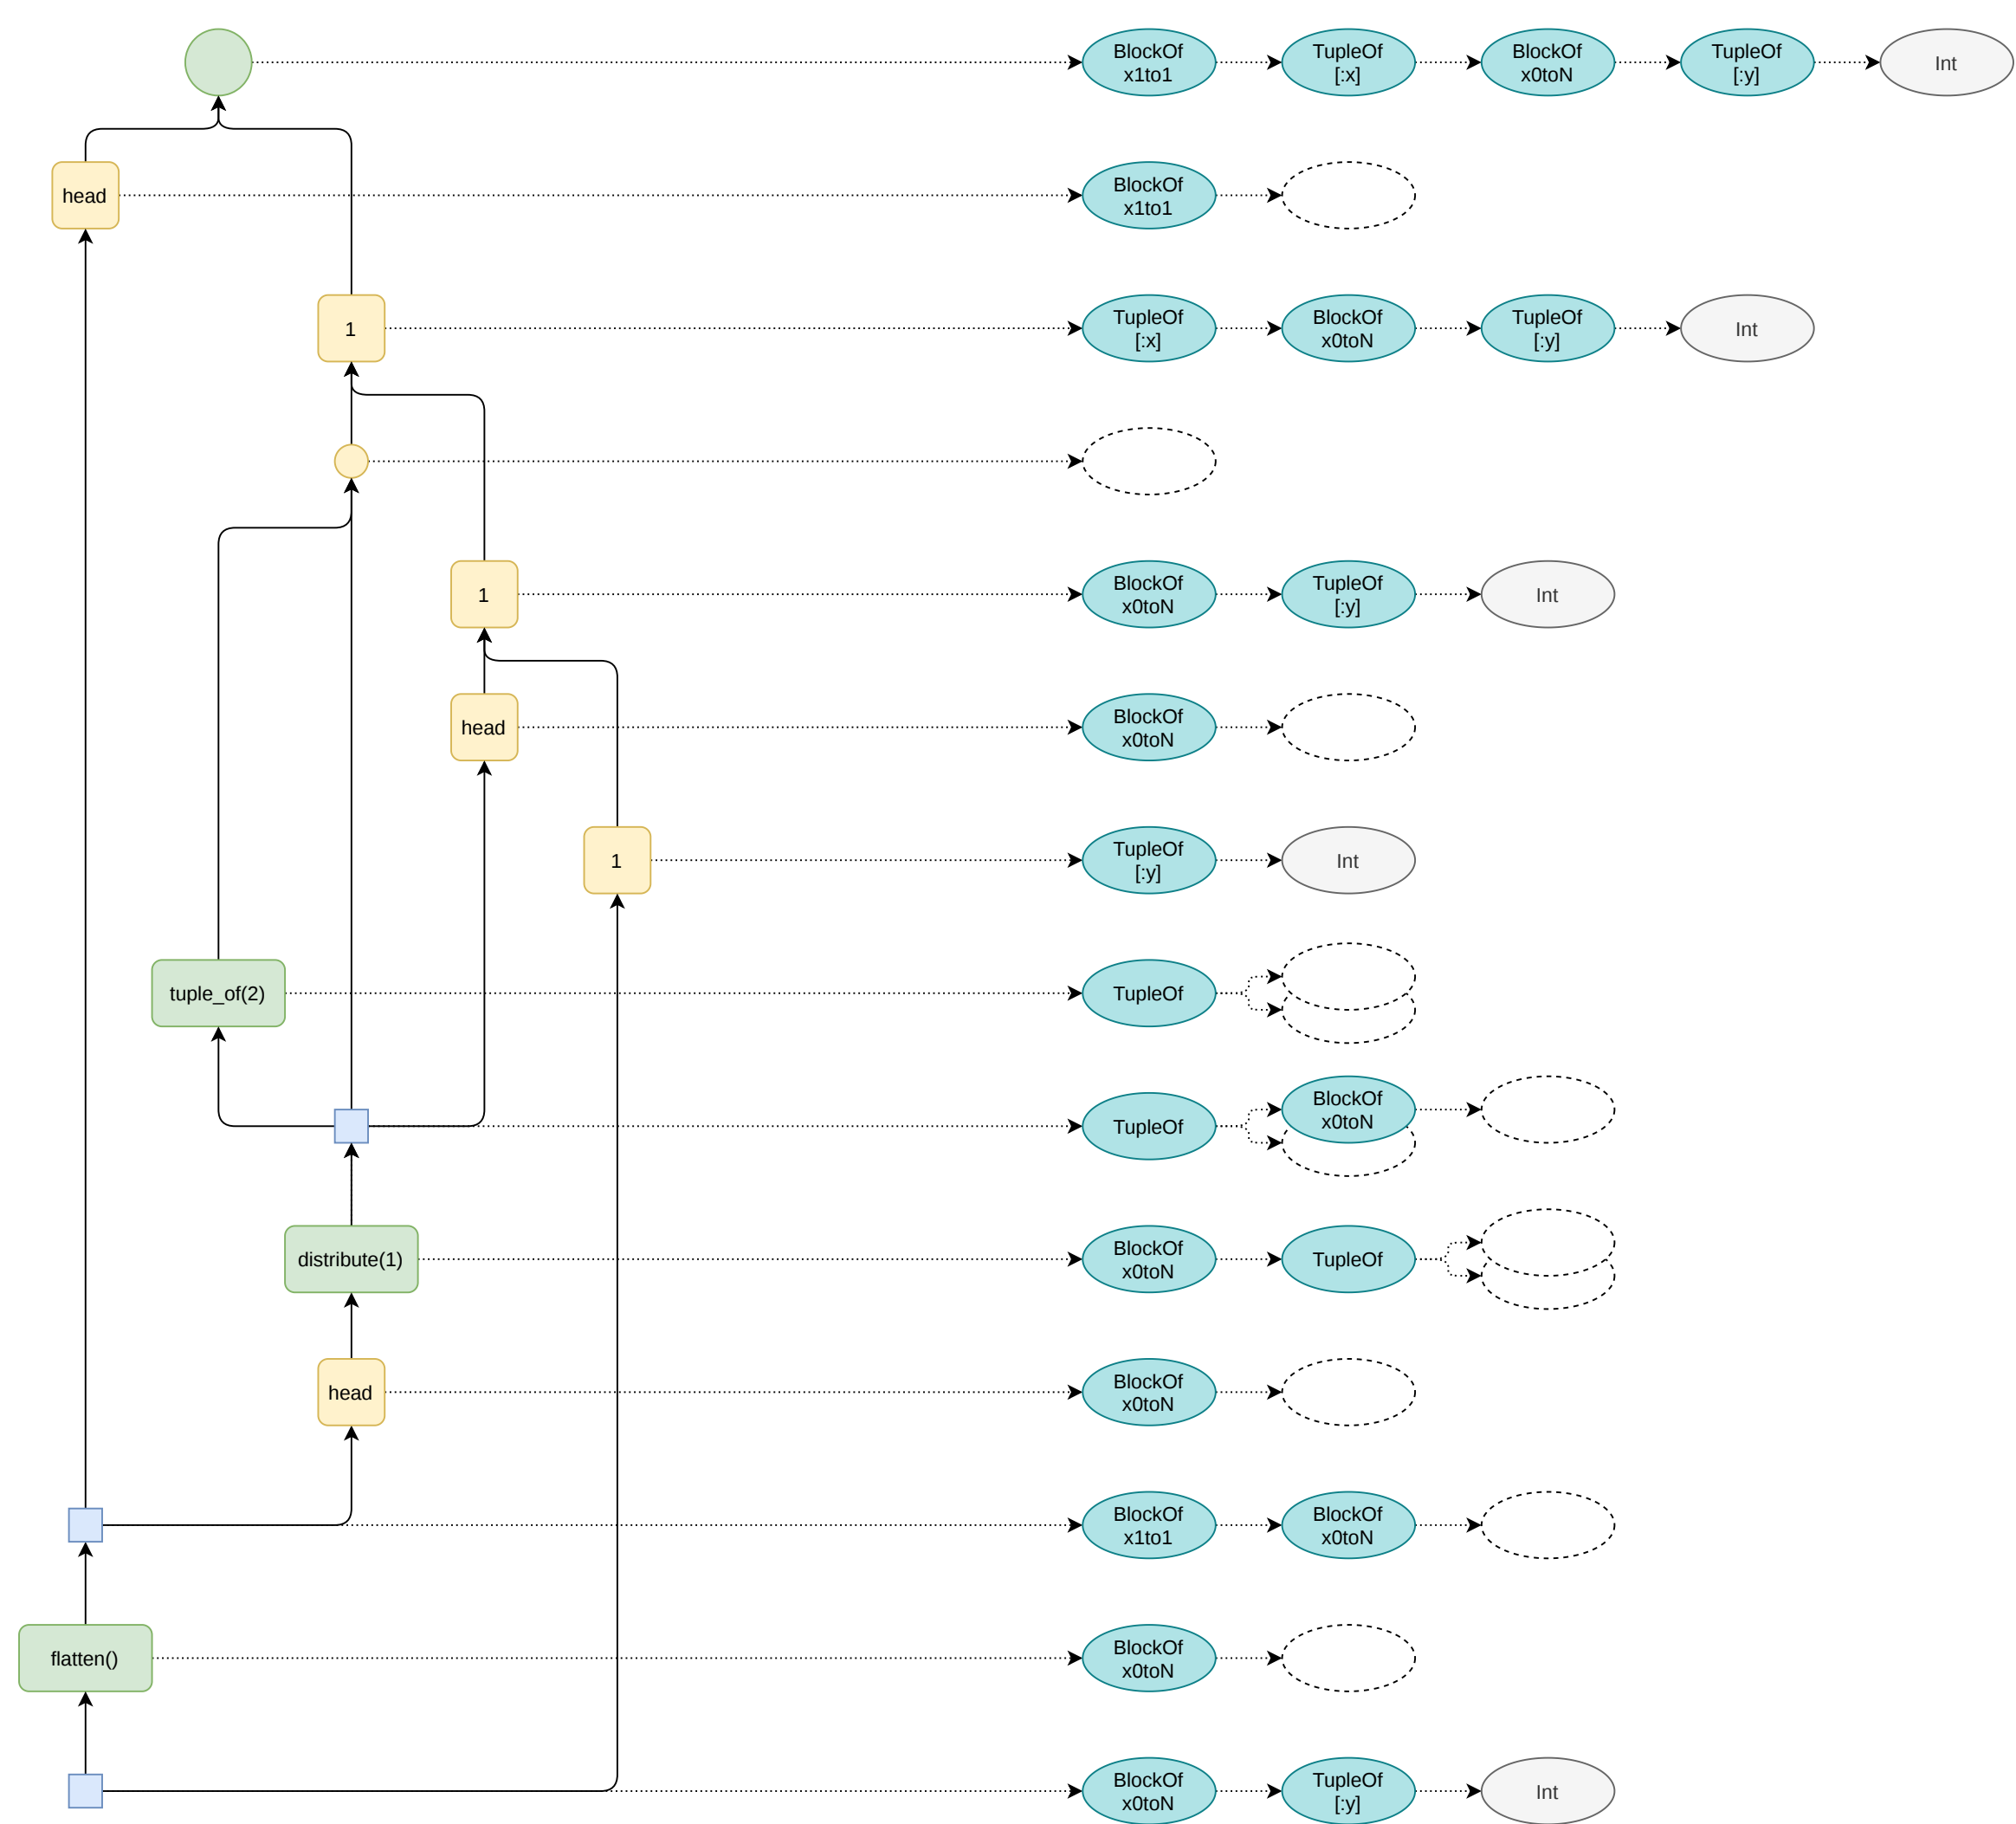 BlockOf
x1to1
TupleOf
[:x]
BlockOf
x0toN
TupleOf
[:y]
Int
head
BlockOf
x1to1
1
TupleOf
[:x]
BlockOf
x0toN
TupleOf
[:y]
Int
1
BlockOf
x0toN
TupleOf
[:y]
Int
head
BlockOf
x0toN
1
TupleOf
[:y]
Int
tuple_of(2)
TupleOf
TupleOf
BlockOf
x0toN
distribute(1)
BlockOf
x0toN
TupleOf
head
BlockOf
x0toN
BlockOf
x1to1
BlockOf
x0toN
flatten()
BlockOf
x0toN
BlockOf
x0toN
TupleOf
[:y]
Int